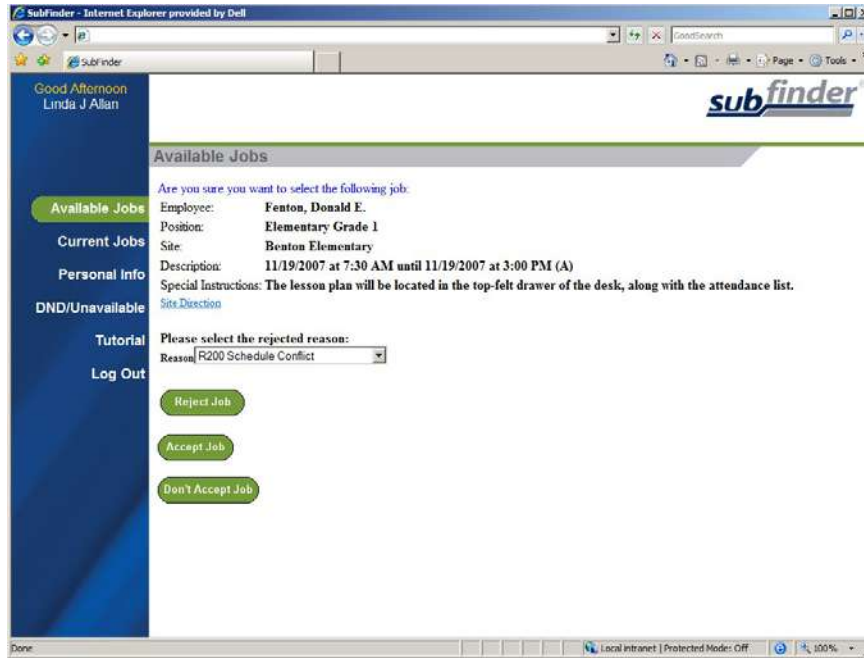 SubFinder - Internet Explorer provided by Dell
GoodSearch
SubFinder
Page
Tools
Good Afternoon
Linda J Allan
subfinder
Available Jobs
Are you sure you want to select the following job:
Available Jobs
Employee: Fenton, Donald E.
Position: Elementary Grade 1
Current Jobs
Site: Benton Elementary
Description: 11/19/2007 at 7:30 AM until 11/19/2007 at 3:00 PM (A)
Personal Info
Special Instructions: The lesson plan will be located in the top-felt drawer of the desk, along with the attendance list.
DND/Unavailable
Site Direction
Tutorial
Please select the rejected reason:
Reason R200 Schedule Conflict
Log Out
Reject Job
Accept Job
Don't Accept Job
Done
Local intranet | Protected Mode: Off
100%